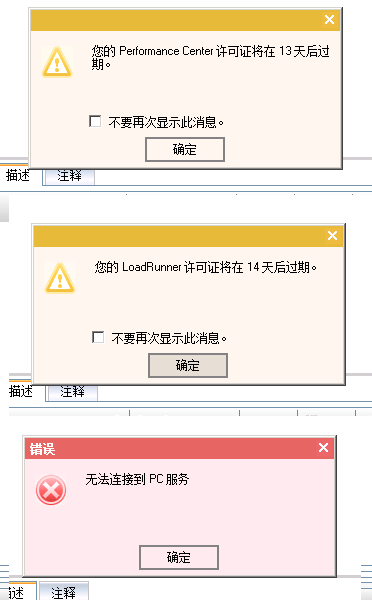 您的 Performance Center 许可证将在 13 天后过
期。
不要再次显示此消息。
确定
描述 注释
您的 LoadRunner 许可证将在 14 天后过期。
不要再次显示此消息。
确定
描述 注释
错误
无法连接到 PC 服务
确定
描述 注释